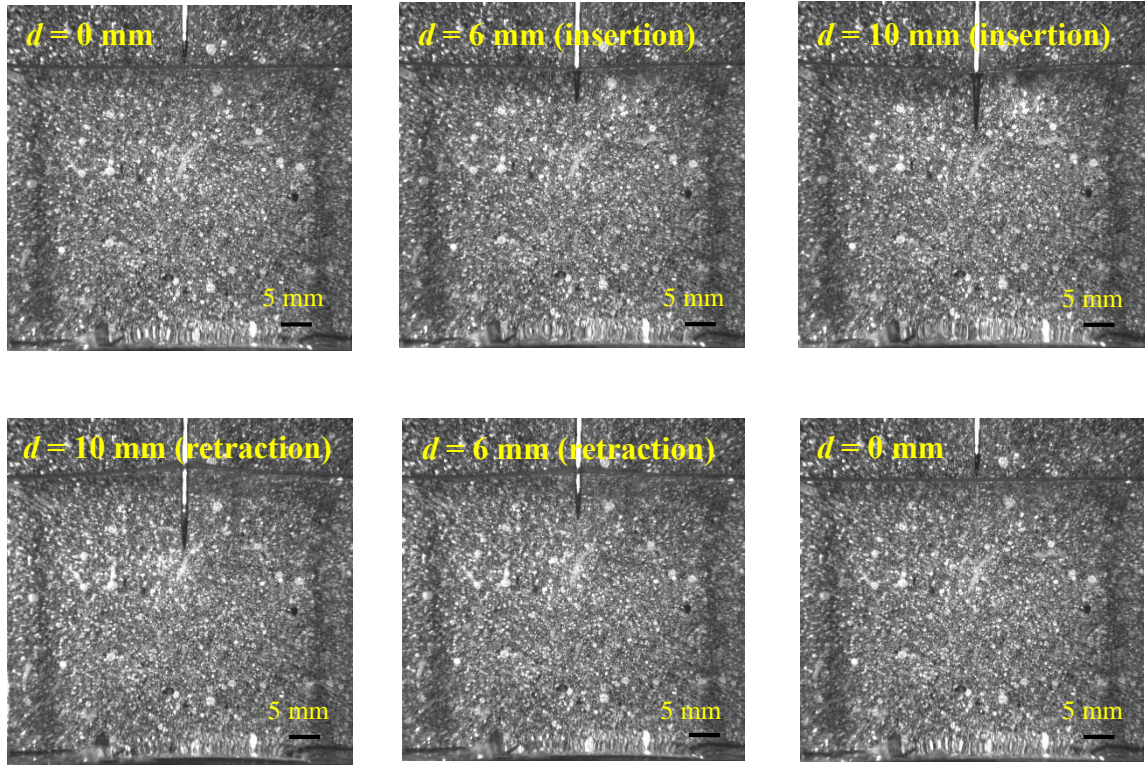 d = 0 mm
d = 6 mm (insertion)
d = 10 mm (insertion)
5 mm
5 mm
5 mm
d = 10 mm (retraction)
d = 6 mm (retraction)
d = 0 mm
5 mm
5 mm
5 mm